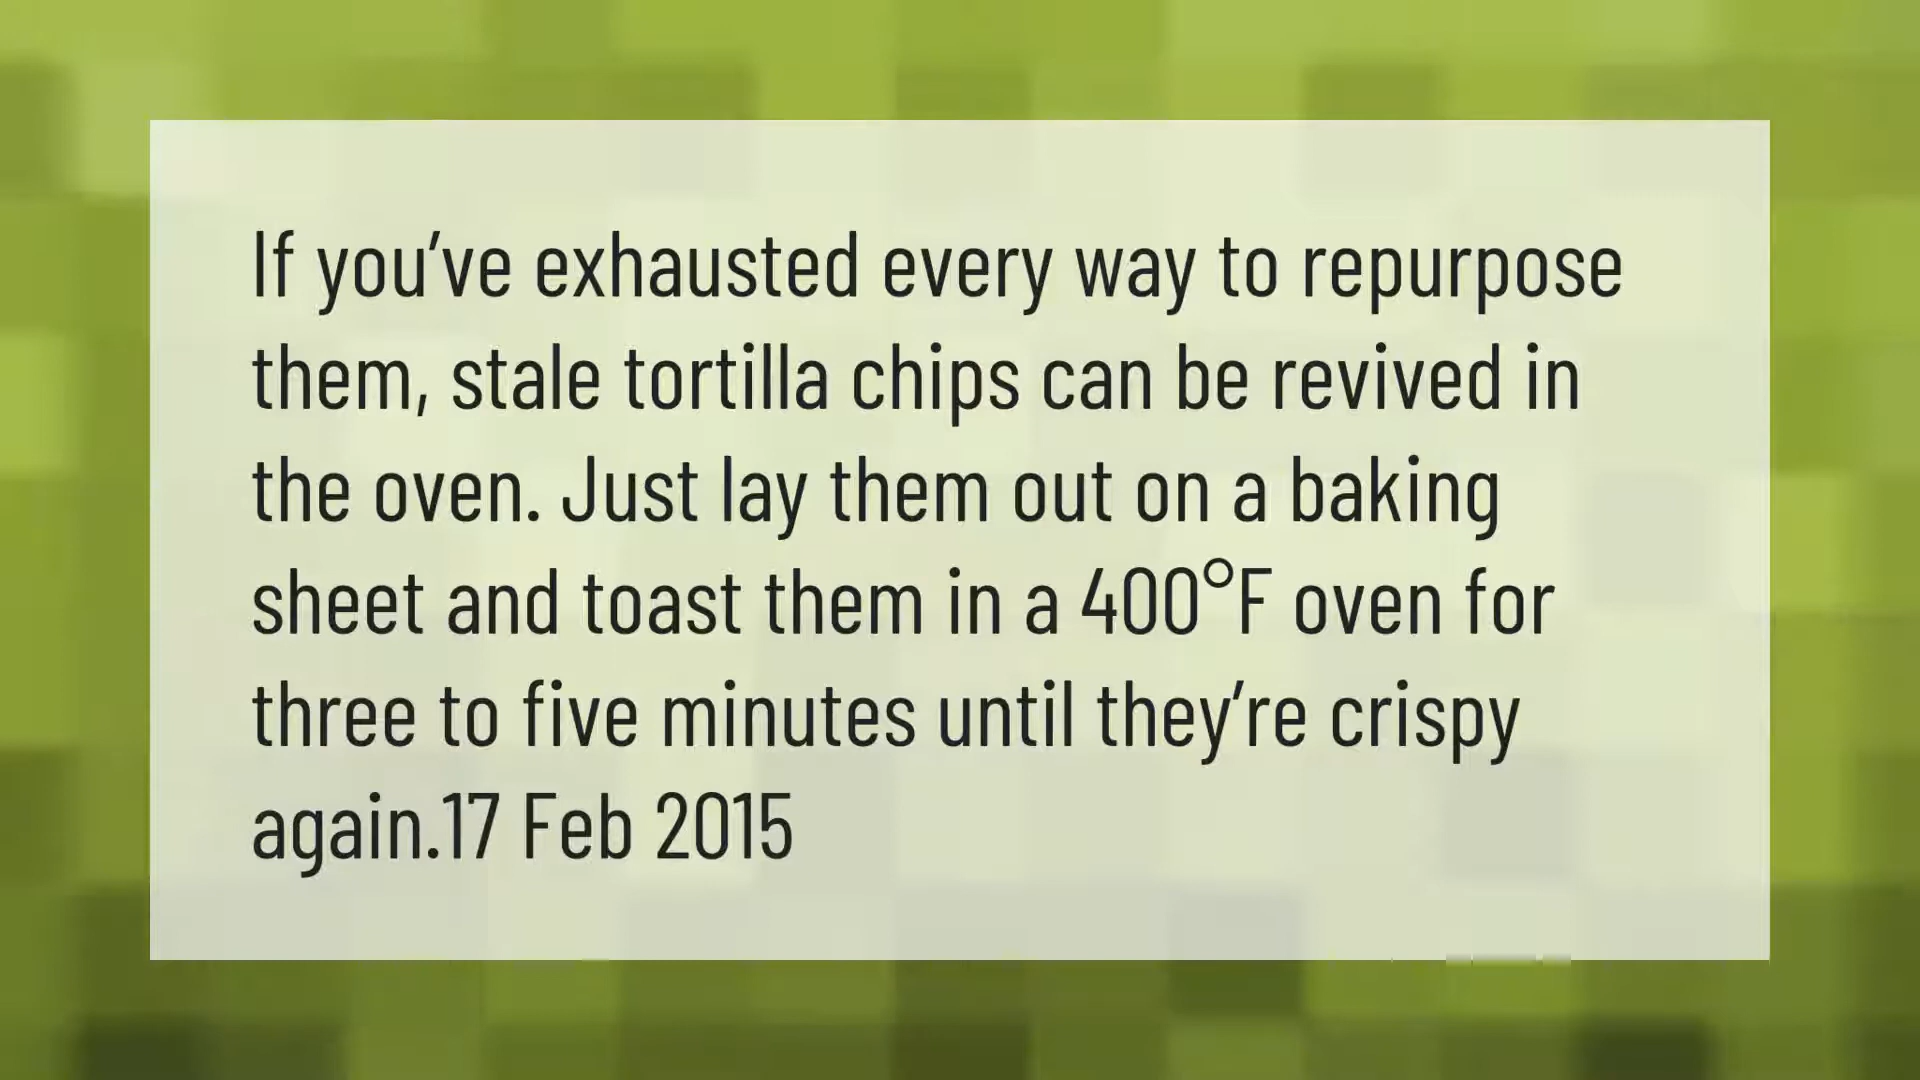 If you’ve exhausted every way to repurpose
them, stale tortilla chips can be revived in
the oven. Just lay them out on a baking
sheet and toast them in a 400°F oven for
three to five minutes until they’re crispy
again.17 Feb 2015